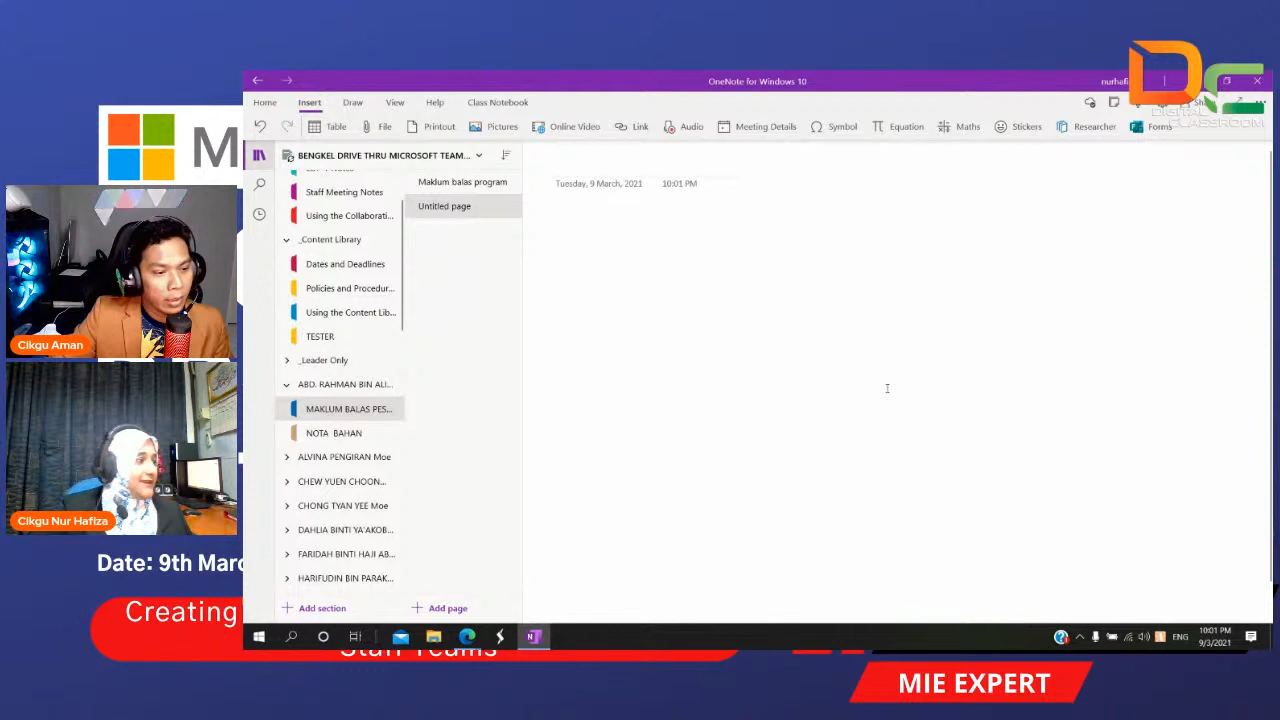 OneNote for Windows 10
nurhafi
DIGITAL
CLASSROOM
Home Insert Draw View Help Class Notebook
Table File Printout Pictures Online Video Link Audio Meeting Details Symbol Equation Maths Stickers Researcher Forms
M
BENGKEL DRIVE THRU MICROSOFT TEAM...
Staff Meeting Notes
Using the Collaborati...
_Content Library
Dates and Deadlines
Policies and Procedur...
Using the Content Lib...
TESTER
_Leader Only
ABD. RAHMAN BIN ALI...
MAKLUM BALAS PES...
NOTA BAHAN
ALVINA PENGIRAN Moe
CHEW YUEN CHOON...
CHONG TYAN YEE Moe
DAHLIA BINTI YA'AKOB...
FARIDAH BINTI HAJI AB...
HARIFUDIN BIN PARAK...
Add section
Maklum balas program
Untitled page
Add page
Tuesday, 9 March, 2021 10:01 PM
Cikgu Aman
Cikgu Nur Hafiza
Date: 9th Marc
Creating
Staff Teams
ENG
10:01 PM
9/3/2021
MIE EXPERT